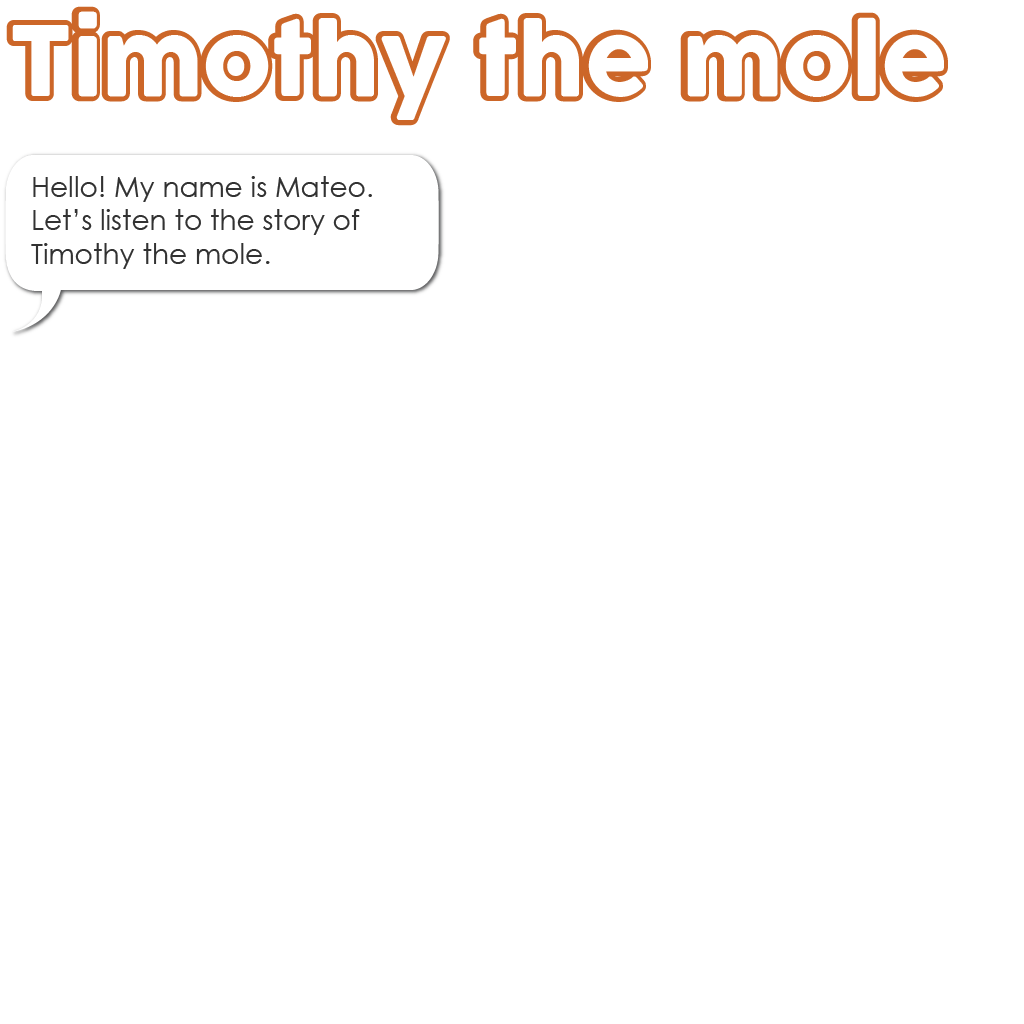 Timothy the mole
Hello! My name is Mateo.
Let’s listen to the story of
Timothy the mole.